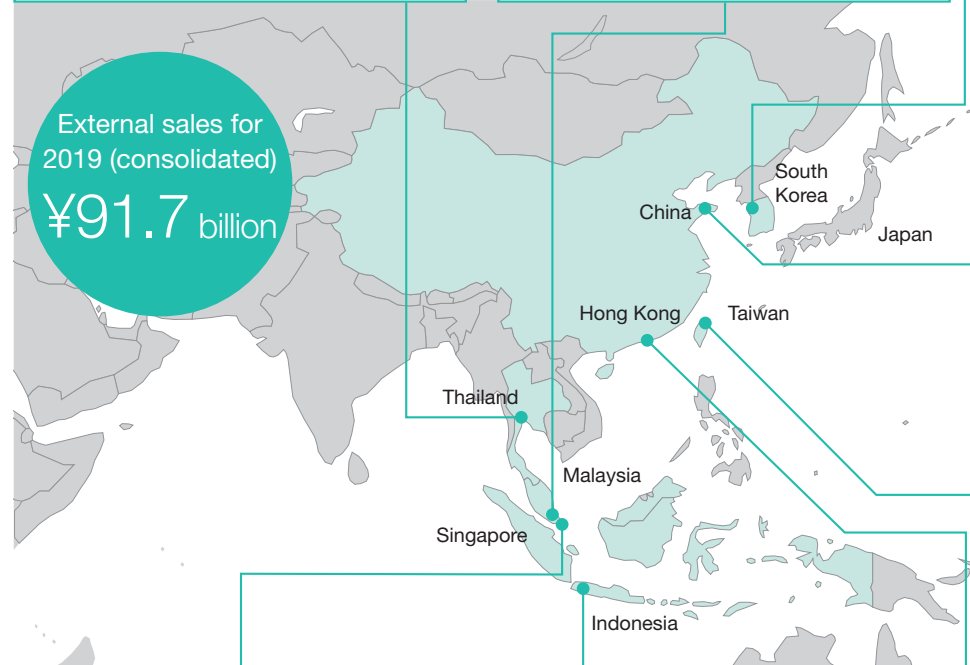 External sales for
2019 (consolidated)
¥91.7 billion
South
Korea
China
Japan
Hong Kong
Taiwan
Thailand
Malaysia
Singapore
Indonesia